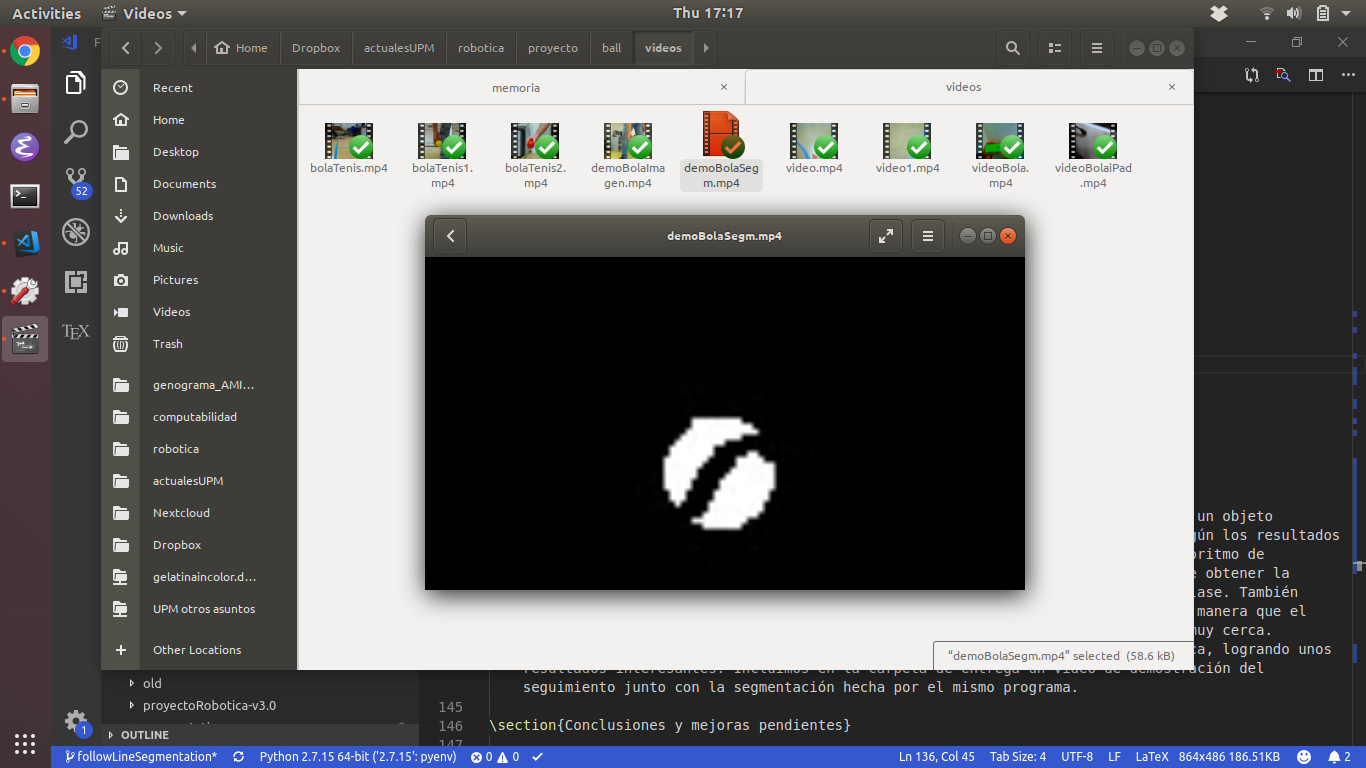 Activities
Videos
Thu 17:17
Home
Dropbox
actualesUPM
robotica
proyecto
ball
videos
memoria
videos
Recent
Home
Desktop
Documents
Downloads
Music
Pictures
Videos
Trash
genograma_AMI...
computabilidad
robotica
actualesUPM
Nextcloud
Dropbox
gelatinaincolor.d...
UPM otros asuntos
Other Locations
bolaTenis.mp4
bolaTenis1.
mp4
bolaTenis2.
mp4
demoBolaIma
gen.mp4
demoBolaSeg
m.mp4
video.mp4
video1.mp4
videoBola.
mp4
videoBolaiPad
.mp4
demoBolaSegm.mp4
"demoBolaSegm.mp4" selected (58.6 kB)
52
TEX
1
un objeto
gún los resultados
oritmo de
e obtener la
lase. También
manera que el
muy cerca.
ca, logrando unos
seguimiento junto con la segmentación hecha por el mismo programa.
145
146 \section{Conclusiones y mejoras pendientes}
old
proyectoRobotica-v3.0
OUTLINE
followLineSegmentation*
Python 2.7.15 64-bit ('2.7.15': pyenv)
0
0
Ln 136, Col 45
Tab Size: 4
UTF-8
LF
LaTeX
864x486 186.51KB
2